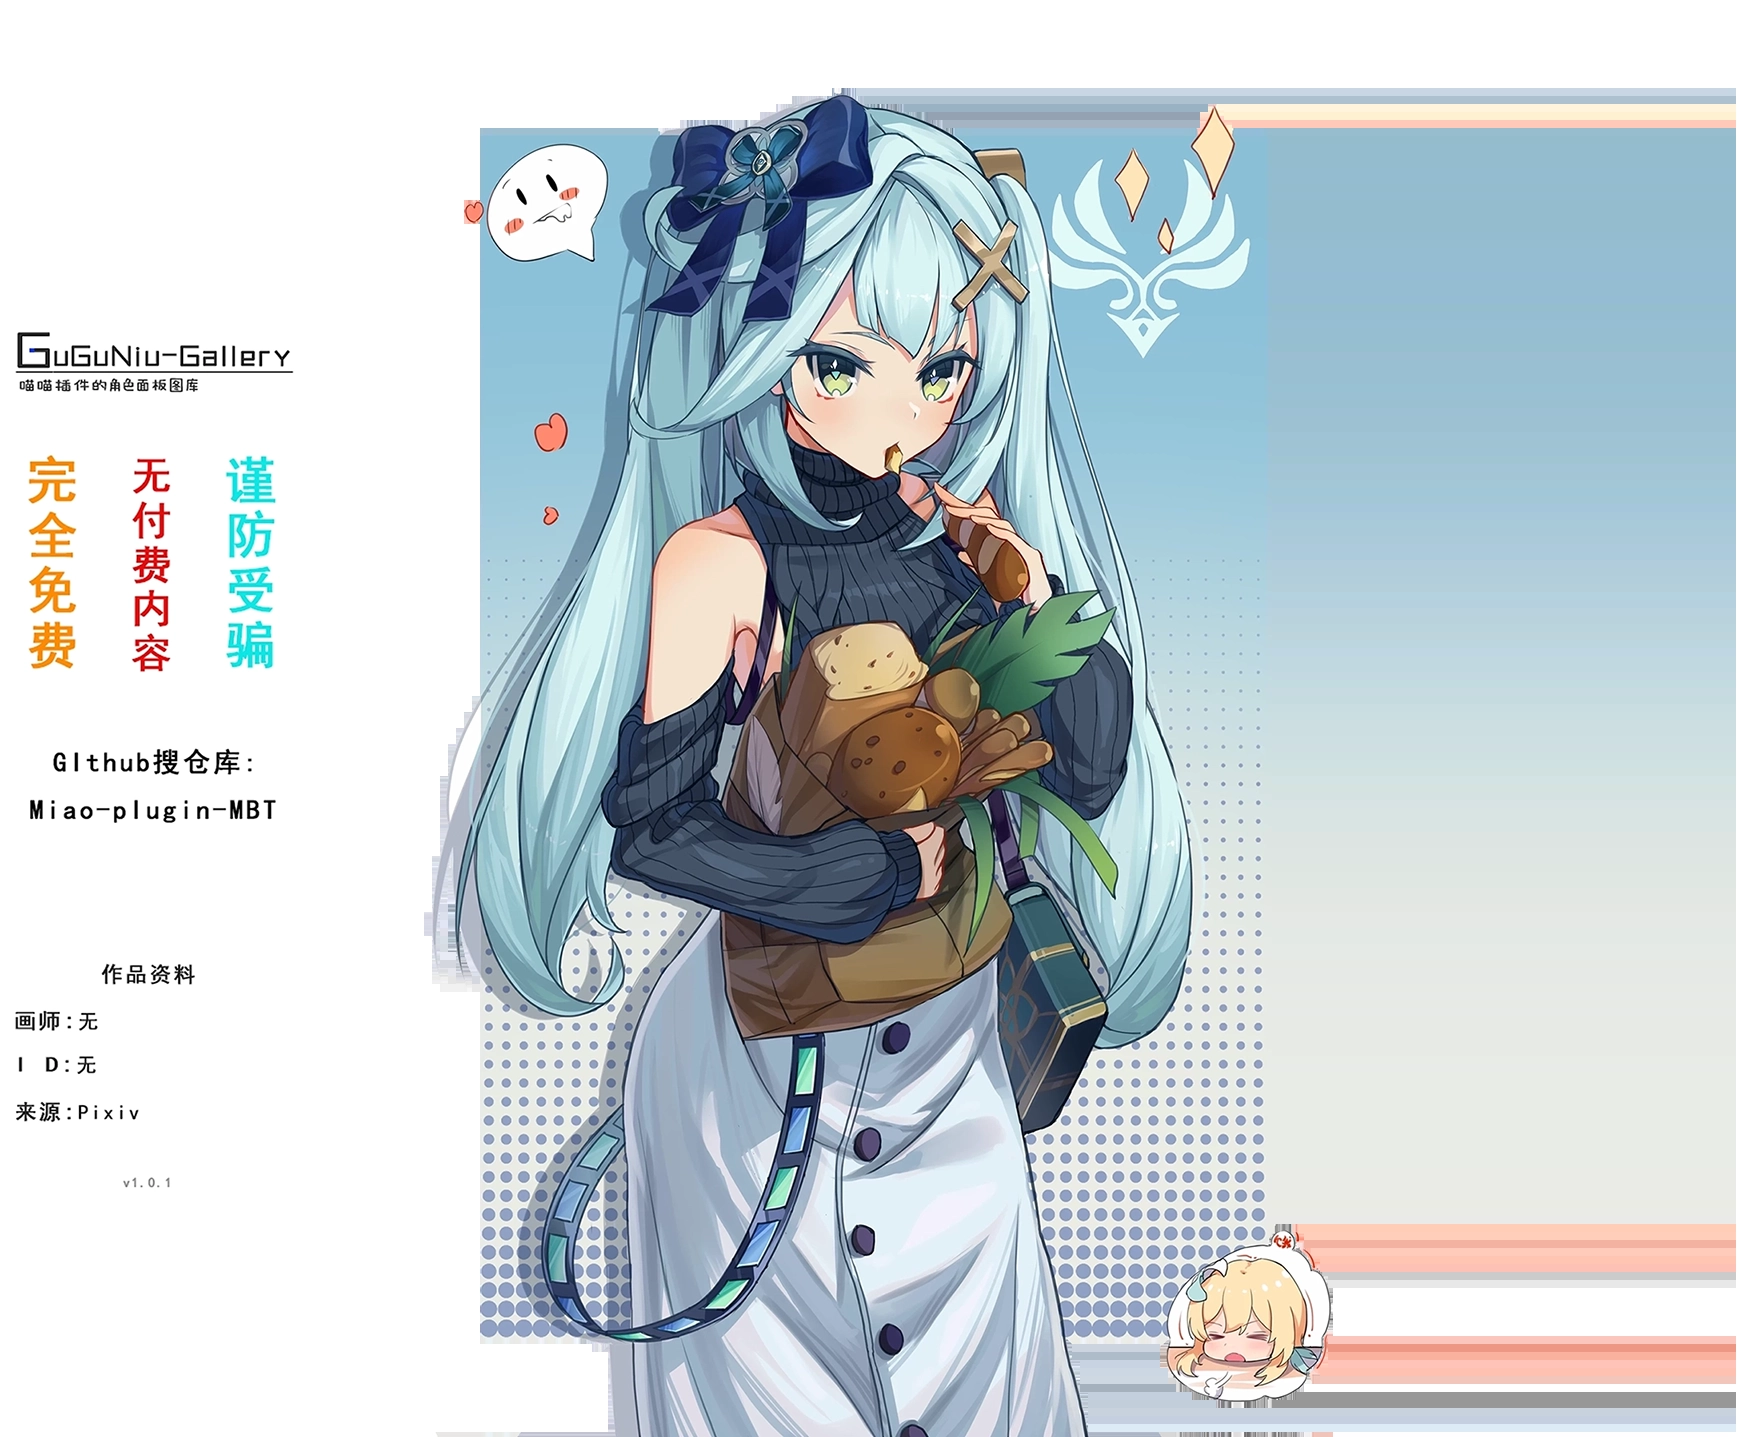 GuGuNiu-Gallery
喵喵插件的角色面板图库
完全免费
无付费内容
谨防受骗
GIthub搜仓库:
Miao-plugin-MBT
作品资料
画师:无
I D:无
来源:Pixiv
v1.0.1